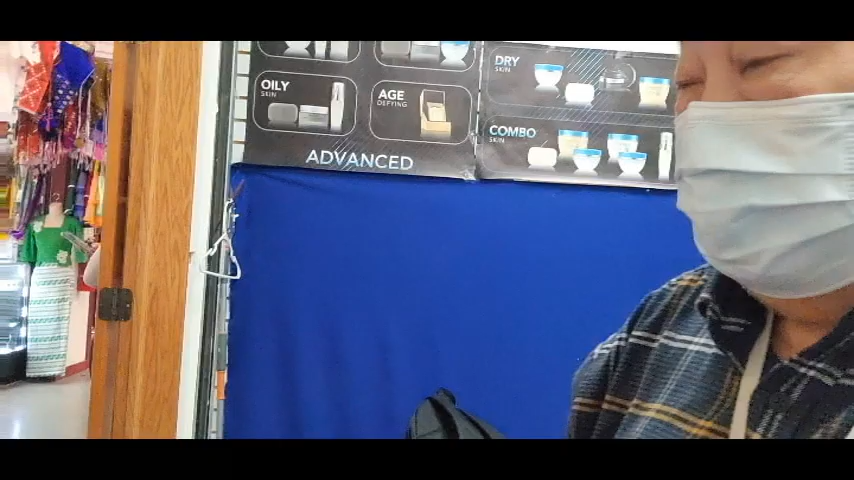 OILY
SKIN
AGE
DEFYING
ADVANCED
DRY
SKIN
COMBO
SKIN